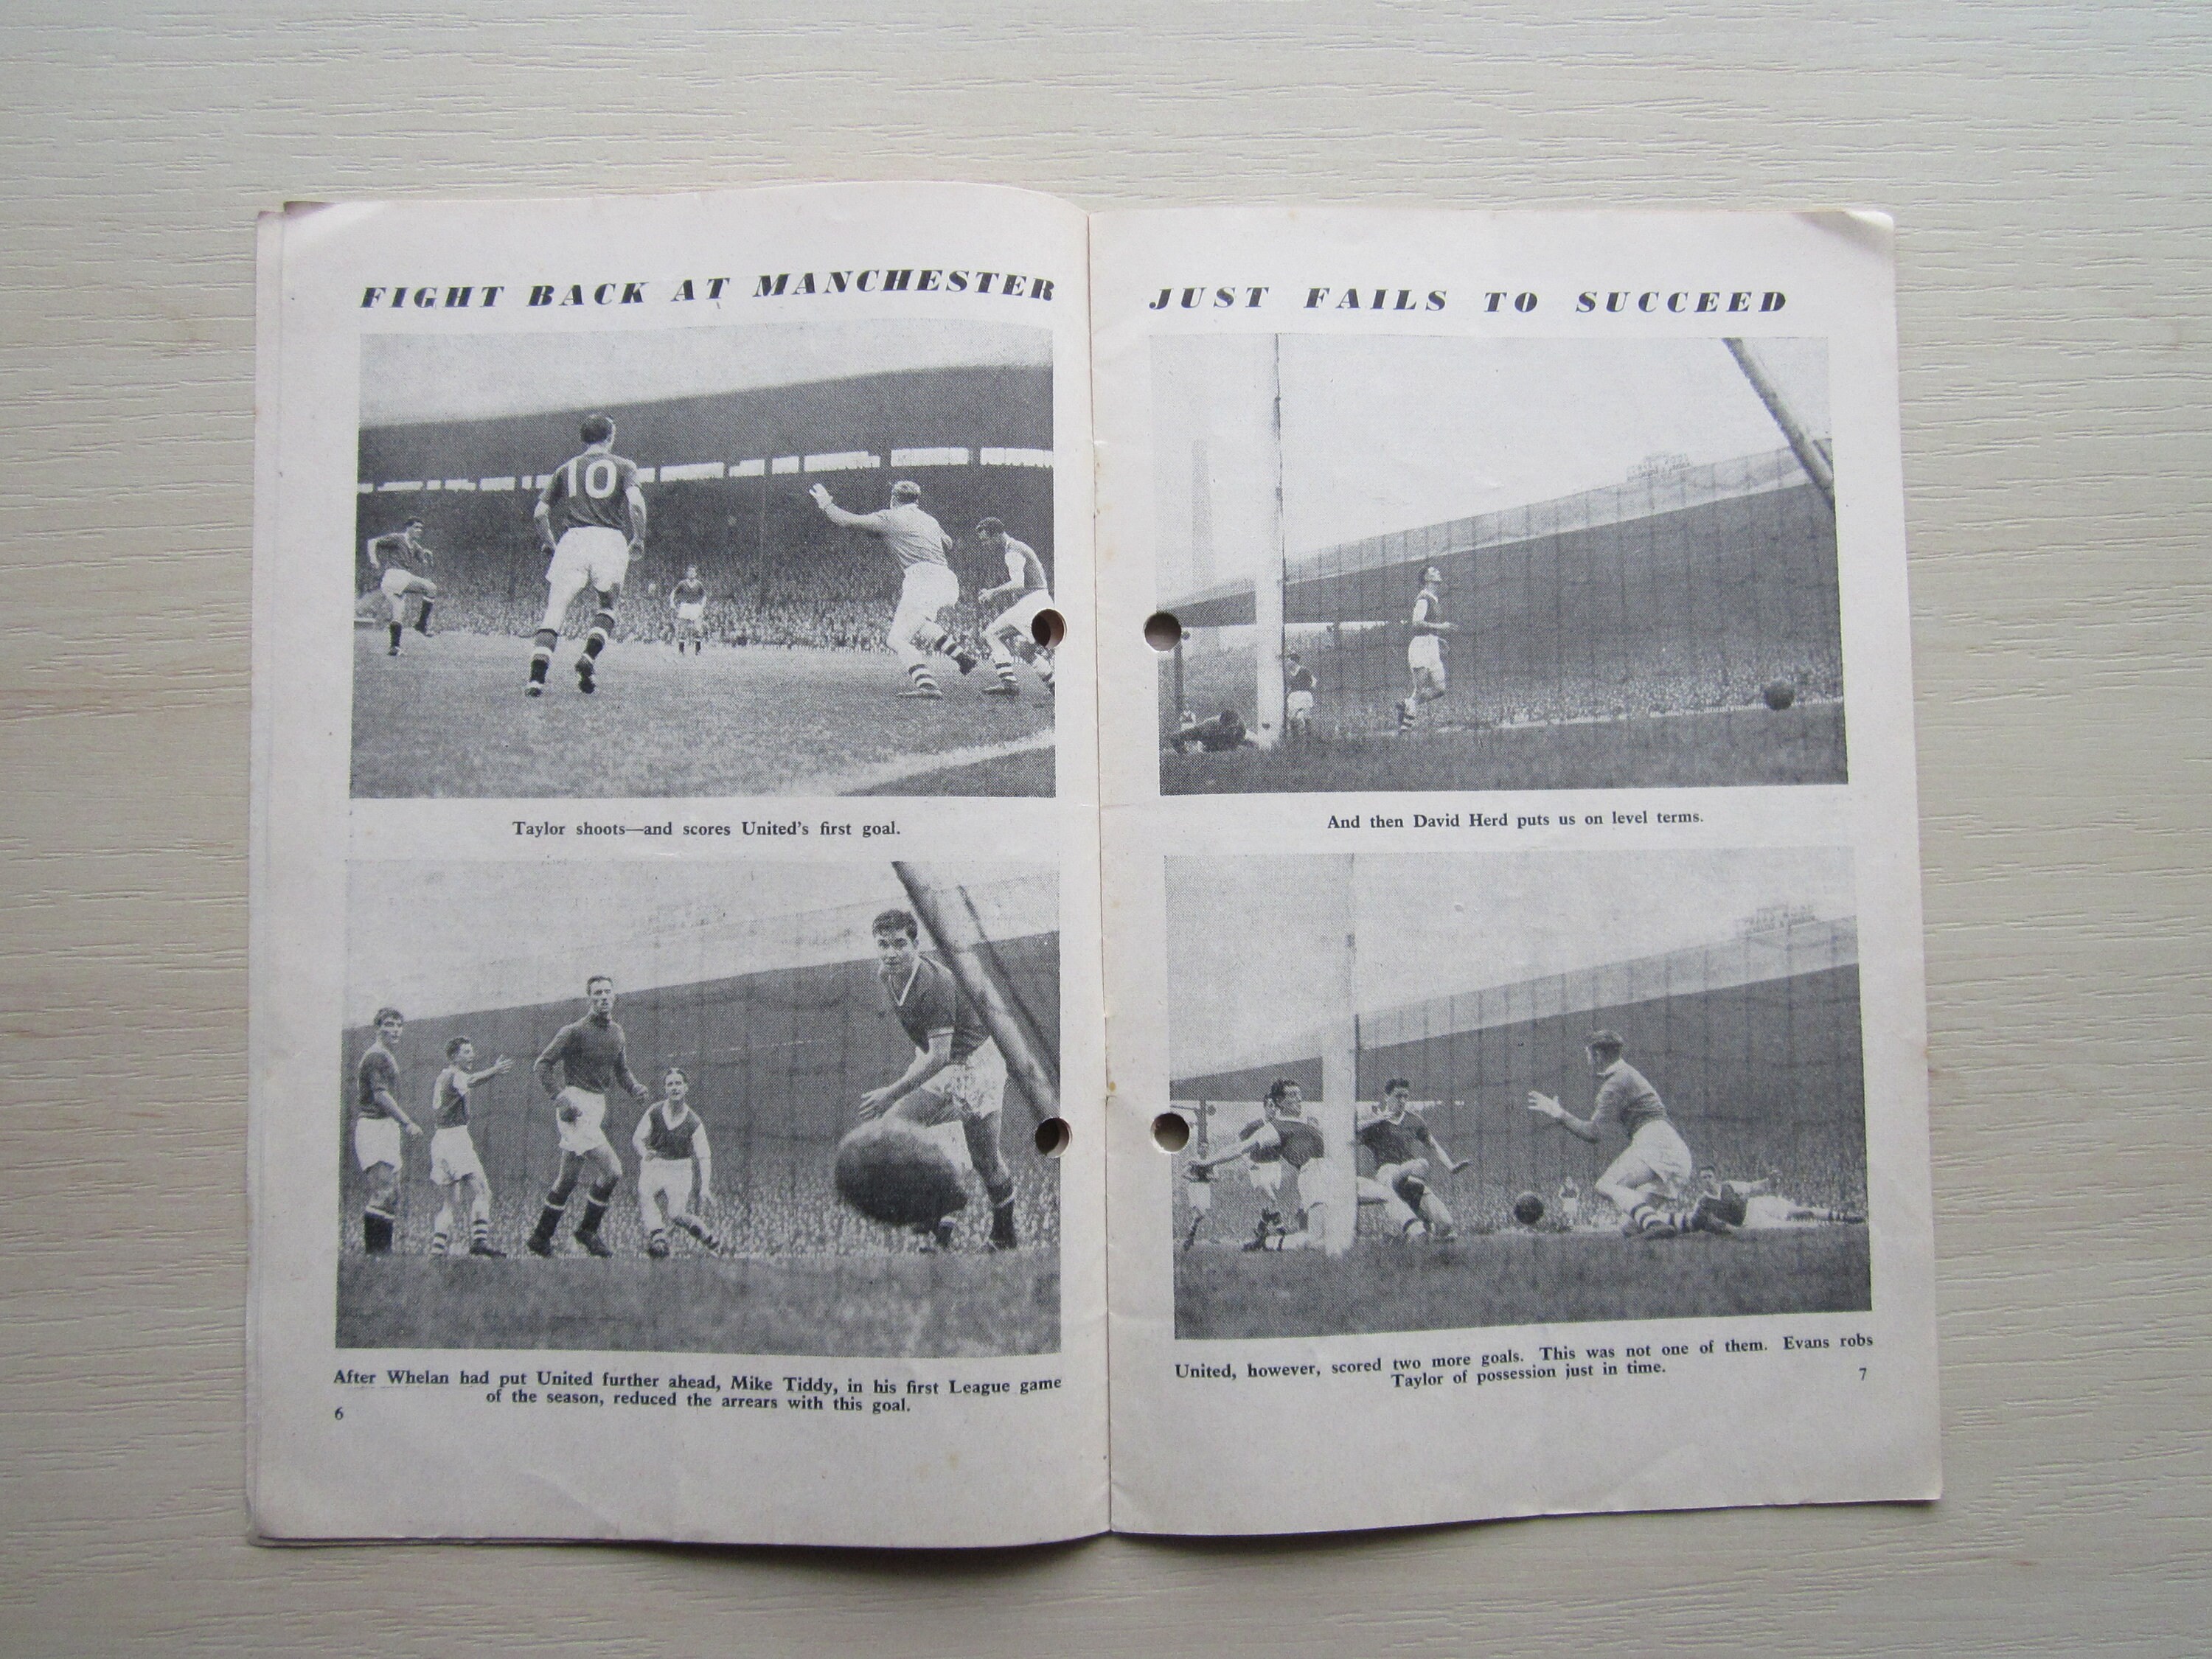 FIGHT BACK AT MANCHESTER
10
Taylor shoots—and scores United's first goal.
After Whelan had put United further ahead, Mike Tiddy, in his first League game
of the season, reduced the arrears with this goal.
6
JUST FAILS TO SUCCEED
And then David Herd puts us on level terms.
United, however, scored two more goals. This was not one of them. Evans robs
Taylor of possession just in time.
7